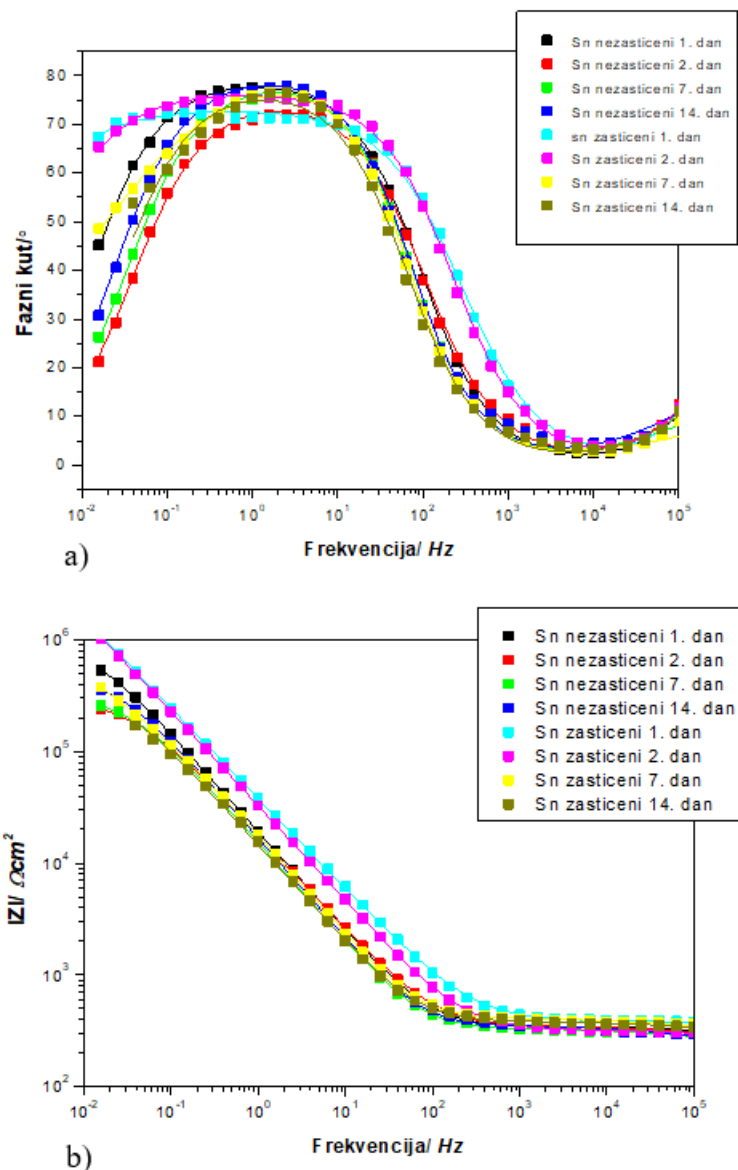 Sn nezasticeni 1. dan
Sn nezasticeni 2. dan
Sn nezasticeni 7. dan
Sn nezasticeni 14. dan
sn zasticeni 1. dan
Sn zasticeni 2. dan
Sn zasticeni 7. dan
Sn zasticeni 14. dan
Fazni kut/°
80
70
60
50
40
30
20
10
0
10⁻² 10⁻¹ 10⁰ 10¹ 10² 10³ 10⁴ 10⁵
Frekvencija/ Hz
a)
Sn nezasticeni 1. dan
Sn nezasticeni 2. dan
Sn nezasticeni 7. dan
Sn nezasticeni 14. dan
Sn zasticeni 1. dan
Sn zasticeni 2. dan
Sn zasticeni 7. dan
Sn zasticeni 14. dan
IZI/ Ωcm²
10⁶
10⁵
10⁴
10³
10²
10⁻² 10⁻¹ 10⁰ 10¹ 10² 10³ 10⁴ 10⁵
Frekvencija/ Hz
b)